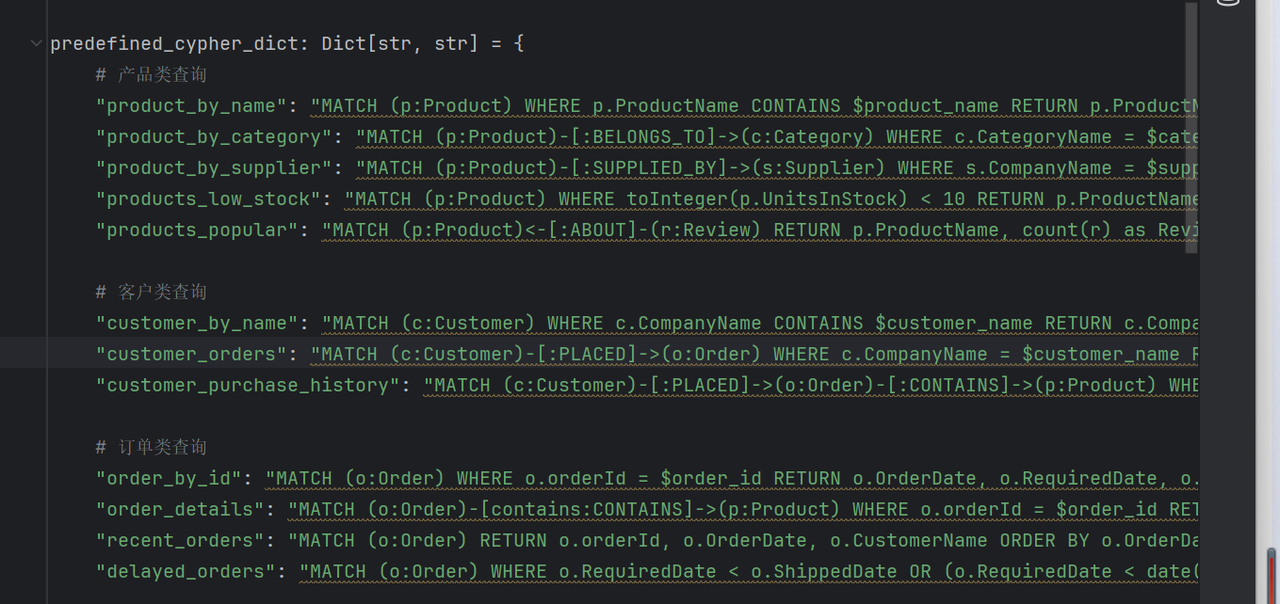 predefined_cypher_dict: Dict[str, str] = {
# 产品类查询
"product_by_name": "MATCH (p:Product) WHERE p.ProductName CONTAINS $product_name RETURN p.Product
"product_by_category": "MATCH (p:Product)-[:BELONGS_TO]->(c:Category) WHERE c.CategoryName = $cate
"product_by_supplier": "MATCH (p:Product)-[:SUPPLIED_BY]->(s:Supplier) WHERE s.CompanyName = $supp
"products_low_stock": "MATCH (p:Product) WHERE toInteger(p.UnitsInStock) < 10 RETURN p.ProductName
"products_popular": "MATCH (p:Product)<-[:ABOUT]-(r:Review) RETURN p.ProductName, count(r) as Revi
# 客户类查询
"customer_by_name": "MATCH (c:Customer) WHERE c.CompanyName CONTAINS $customer_name RETURN c.Compa
"customer_orders": "MATCH (c:Customer)-[:PLACED]->(o:Order) WHERE c.CompanyName = $customer_name R
"customer_purchase_history": "MATCH (c:Customer)-[:PLACED]->(o:Order)-[:CONTAINS]->(p:Product) WHE
# 订单类查询
"order_by_id": "MATCH (o:Order) WHERE o.orderId = $order_id RETURN o.OrderDate, o.RequiredDate, o.
"order_details": "MATCH (o:Order)-[contains:CONTAINS]->(p:Product) WHERE o.orderId = $order_id RET
"recent_orders": "MATCH (o:Order) RETURN o.orderId, o.OrderDate, o.CustomerName ORDER BY o.OrderDa
"delayed_orders": "MATCH (o:Order) WHERE o.RequiredDate < o.ShippedDate OR (o.RequiredDate < date(